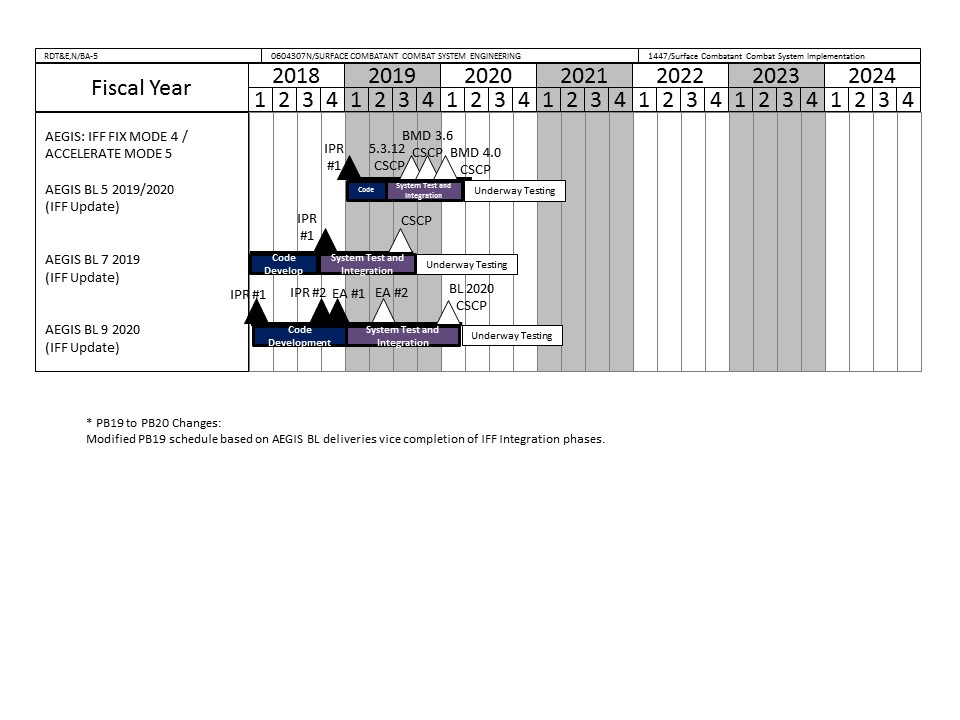 RDT&E,N/BA-5 0604307N/SURFACE COMBATANT COMBAT SYSTEM ENGINEERING 1447/Surface Combatant Combat System Implementation
Fiscal Year 2018 2019 2020 2021 2022 2023 2024
1 2 3 4 1 2 3 4 1 2 3 4 1 2 3 4 1 2 3 4 1 2 3 4 1 2 3 4
AEGIS: IFF FIX MODE 4 /
ACCELERATE MODE 5
IPR
#1
5.3.12
CSCP
BMD 3.6
CSCP
BMD 4.0
CSCP
AEGIS BL 5 2019/2020
(IFF Update)
Code
System Test and
Integration
Underway Testing
IPR
#1
CSCP
AEGIS BL 7 2019
(IFF Update)
Code
Develop
System Test and
Integration
Underway Testing
IPR #1 IPR #2 EA #1 EA #2
BL 2020
CSCP
AEGIS BL 9 2020
(IFF Update)
Code
Development
System Test and
Integration
Underway Testing
* PB19 to PB20 Changes:
Modified PB19 schedule based on AEGIS BL deliveries vice completion of IFF Integration phases.